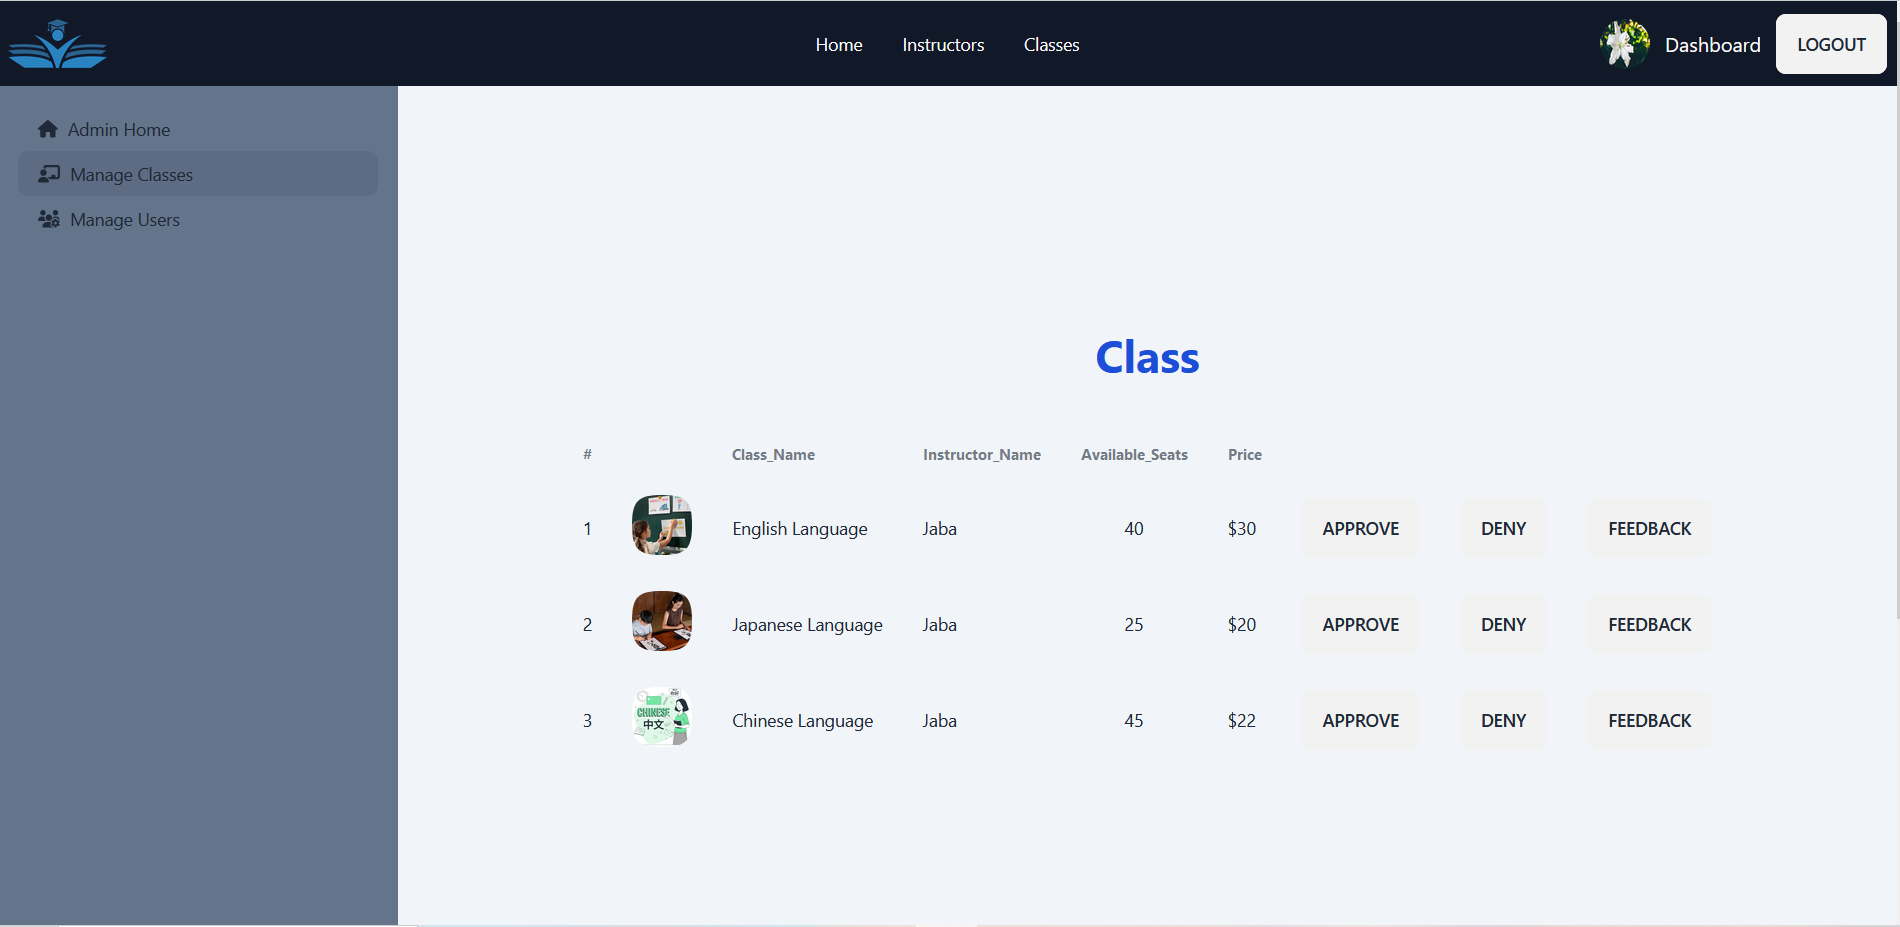 Home Instructors Classes Dashboard LOGOUT
Admin Home
Manage Classes
Manage Users
Class
# Class_Name Instructor_Name Available_Seats Price
1 English Language Jaba 40 $30 APPROVE DENY FEEDBACK
2 Japanese Language Jaba 25 $20 APPROVE DENY FEEDBACK
CHINESE
中文
3 Chinese Language Jaba 45 $22 APPROVE DENY FEEDBACK